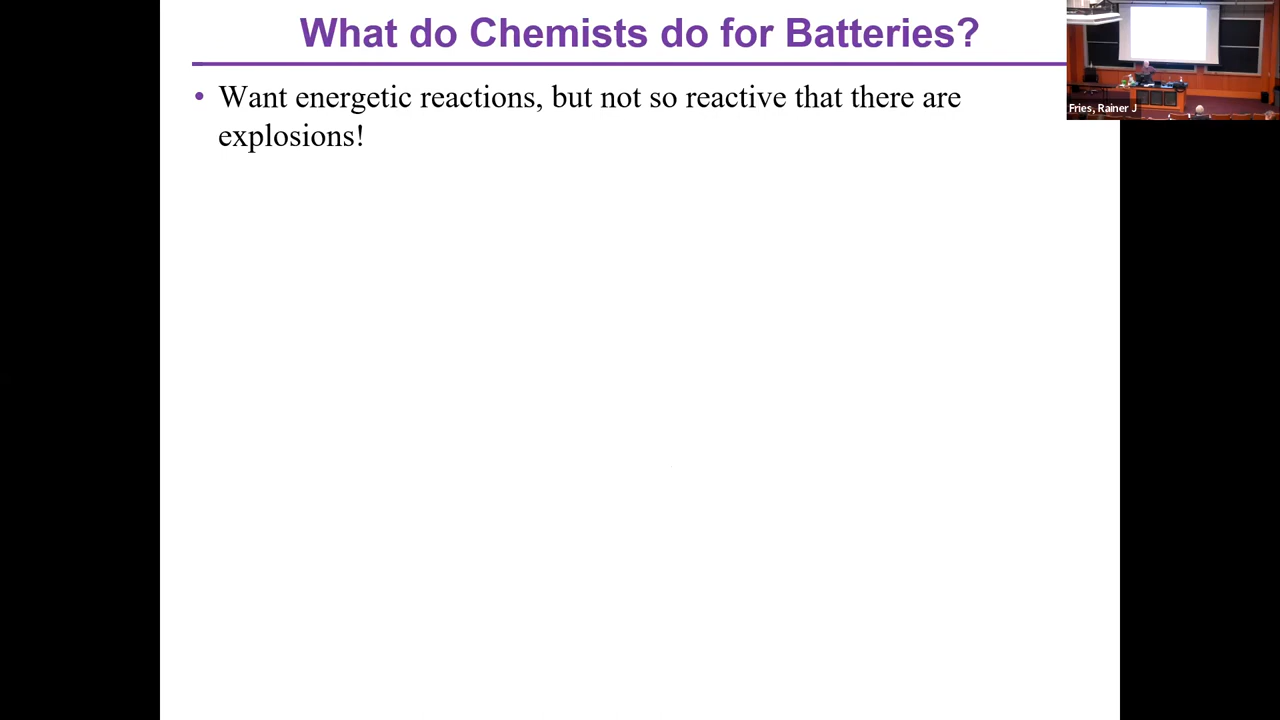 What do Chemists do for Batteries?
• Want energetic reactions, but not so reactive that there are
explosions!
Fries, Rainer J